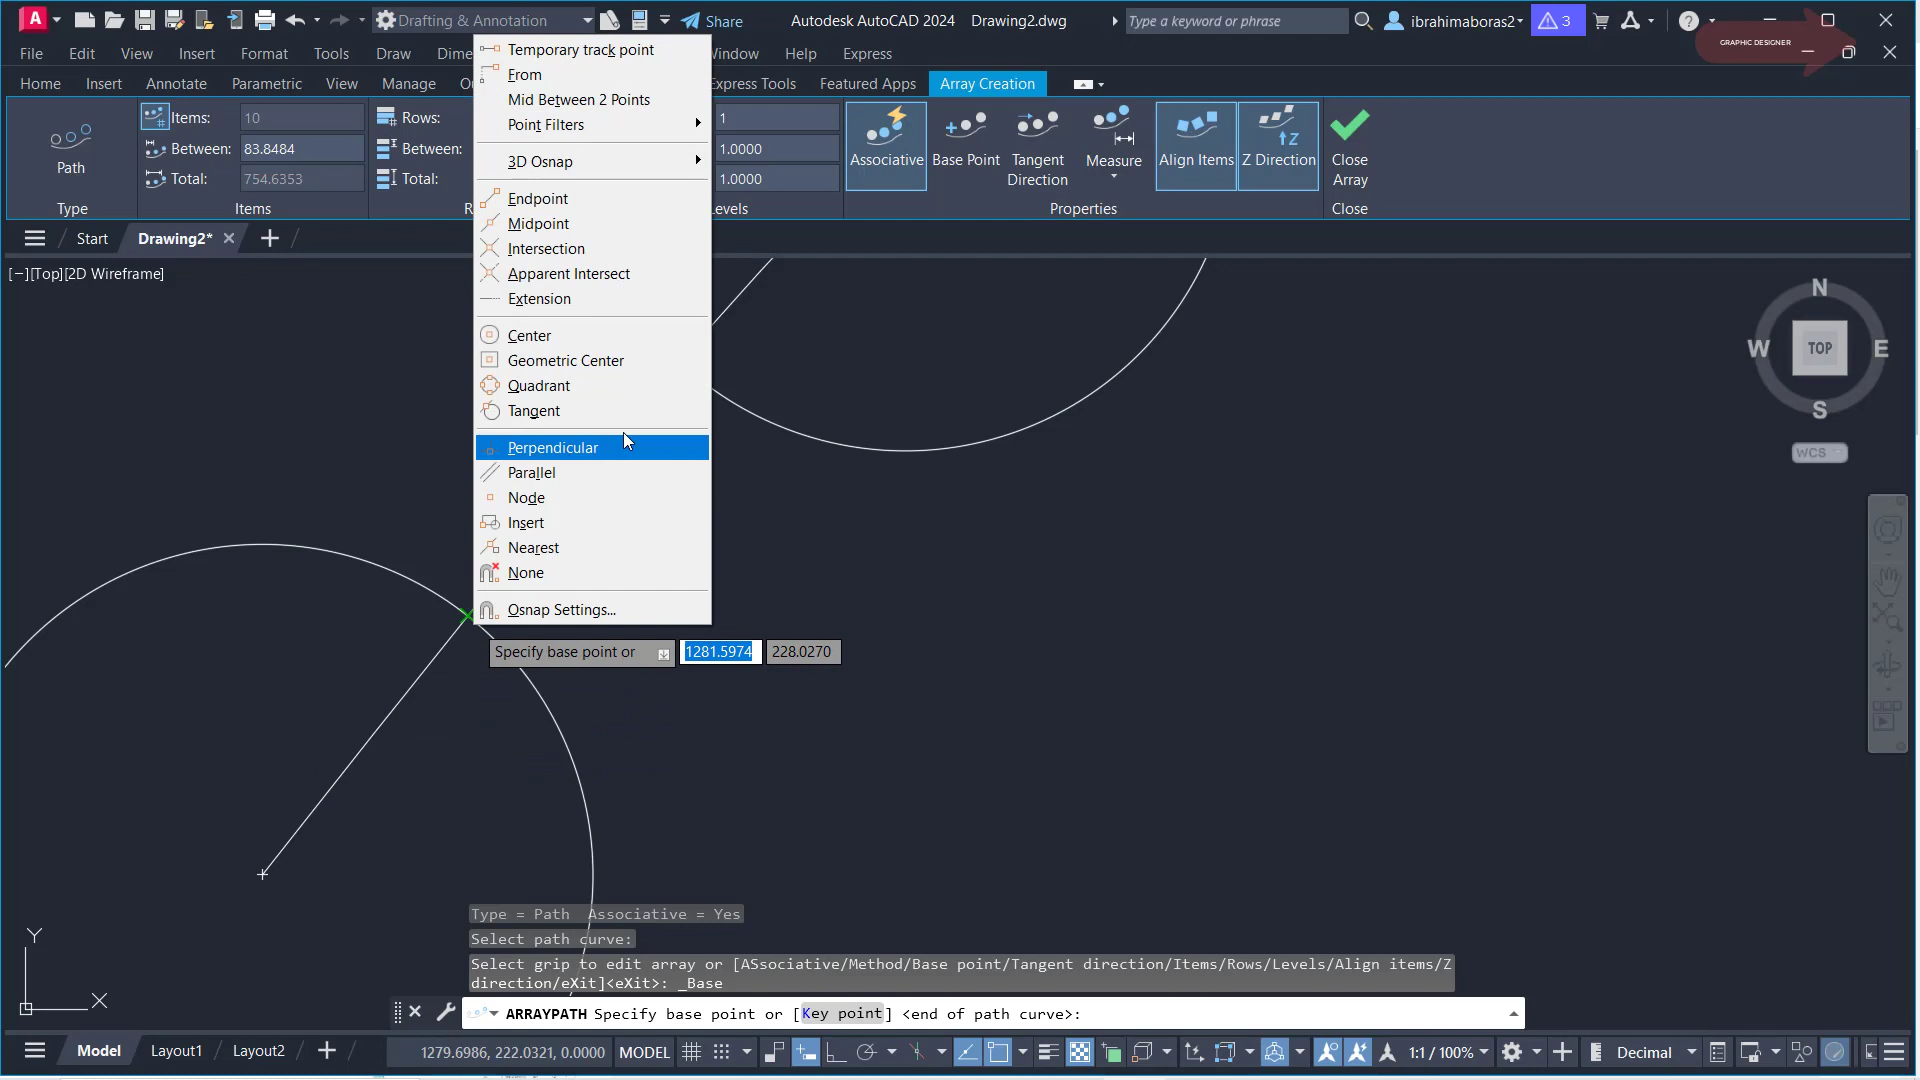 Drafting & Annotation
Share
Autodesk AutoCAD 2024 Drawing2.dwg
Type a keyword or phrase
ibrahimaboras2
3
GRAPHIC DESIGNER
File Edit View Insert Format Tools Draw Dime Window Help Express
Home Insert Annotate Parametric View Manage Express Tools Featured Apps Array Creation
Path
Type
Items: 10
Between: 83.8484
Total: 754.6353
Items
Rows:
Between:
Total:
1
1.0000
1.0000
Levels
Associative
Base Point
Tangent
Direction
Measure
Align Items
Z
Z Direction
Properties
Close
Array
Close
Start
Drawing2*
[−][Top][2D Wireframe]
Temporary track point
From
Mid Between 2 Points
Point Filters
3D Osnap
Endpoint
Midpoint
Intersection
Apparent Intersect
Extension
Center
Geometric Center
Quadrant
Tangent
Perpendicular
Parallel
Node
Insert
Nearest
None
Osnap Settings...
N
W TOP E
S
WCS
Specify base point or 1281.5974 228.0270
Y
X
Type = Path Associative = Yes
Select path curve:
Select grip to edit array or [ASsociative/Method/Base point/Tangent direction/Items/Rows/Levels/Align items/Z
direction/eXit]<eXit>: _Base
ARRAYPATH Specify base point or [Key point] <end of path curve>:
Model Layout1 Layout2
1279.6986, 222.0321, 0.0000 MODEL
1:1 / 100%
Decimal